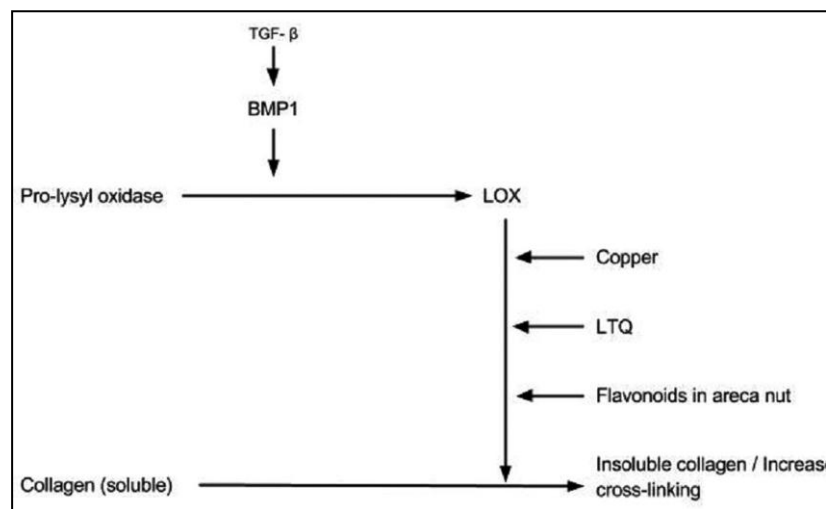 TGF- β
BMP1
Pro-lysyl oxidase
LOX
Copper
LTQ
Flavonoids in areca nut
Collagen (soluble)
Insoluble collagen / Increase
cross-linking